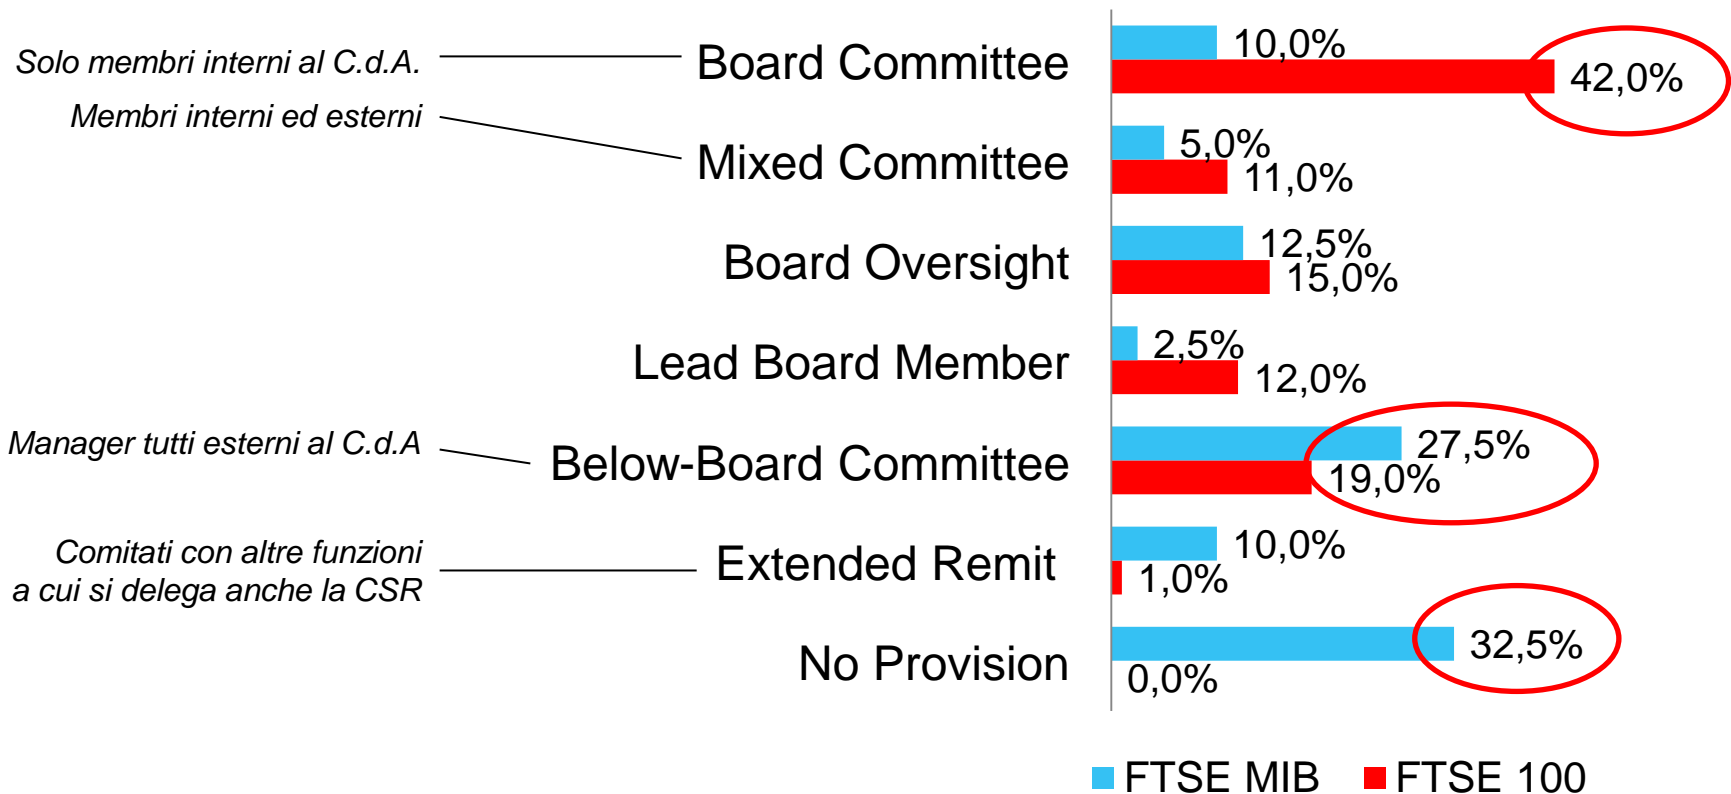 Solo membri interni al C.d.A.
Board Committee
10,0%
42,0%
Membri interni ed esterni
Mixed Committee
5,0%
11,0%
Board Oversight
12,5%
15,0%
Lead Board Member
2,5%
12,0%
Manager tutti esterni al C.d.A
Below-Board Committee
27,5%
19,0%
Comitati con altre funzioni
a cui si delega anche la CSR
Extended Remit
10,0%
1,0%
No Provision
32,5%
0,0%
FTSE MIB
FTSE 100